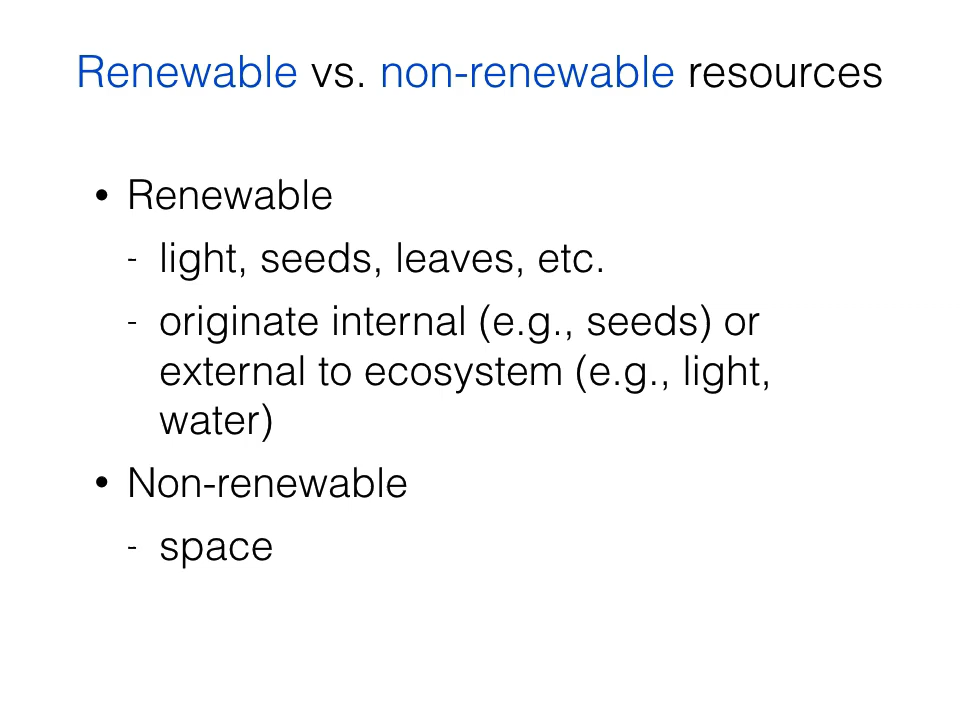 Renewable vs. non-renewable resources
• Renewable
- light, seeds, leaves, etc.
- originate internal (e.g., seeds) or
external to ecosystem (e.g., light,
water)
• Non-renewable
- space